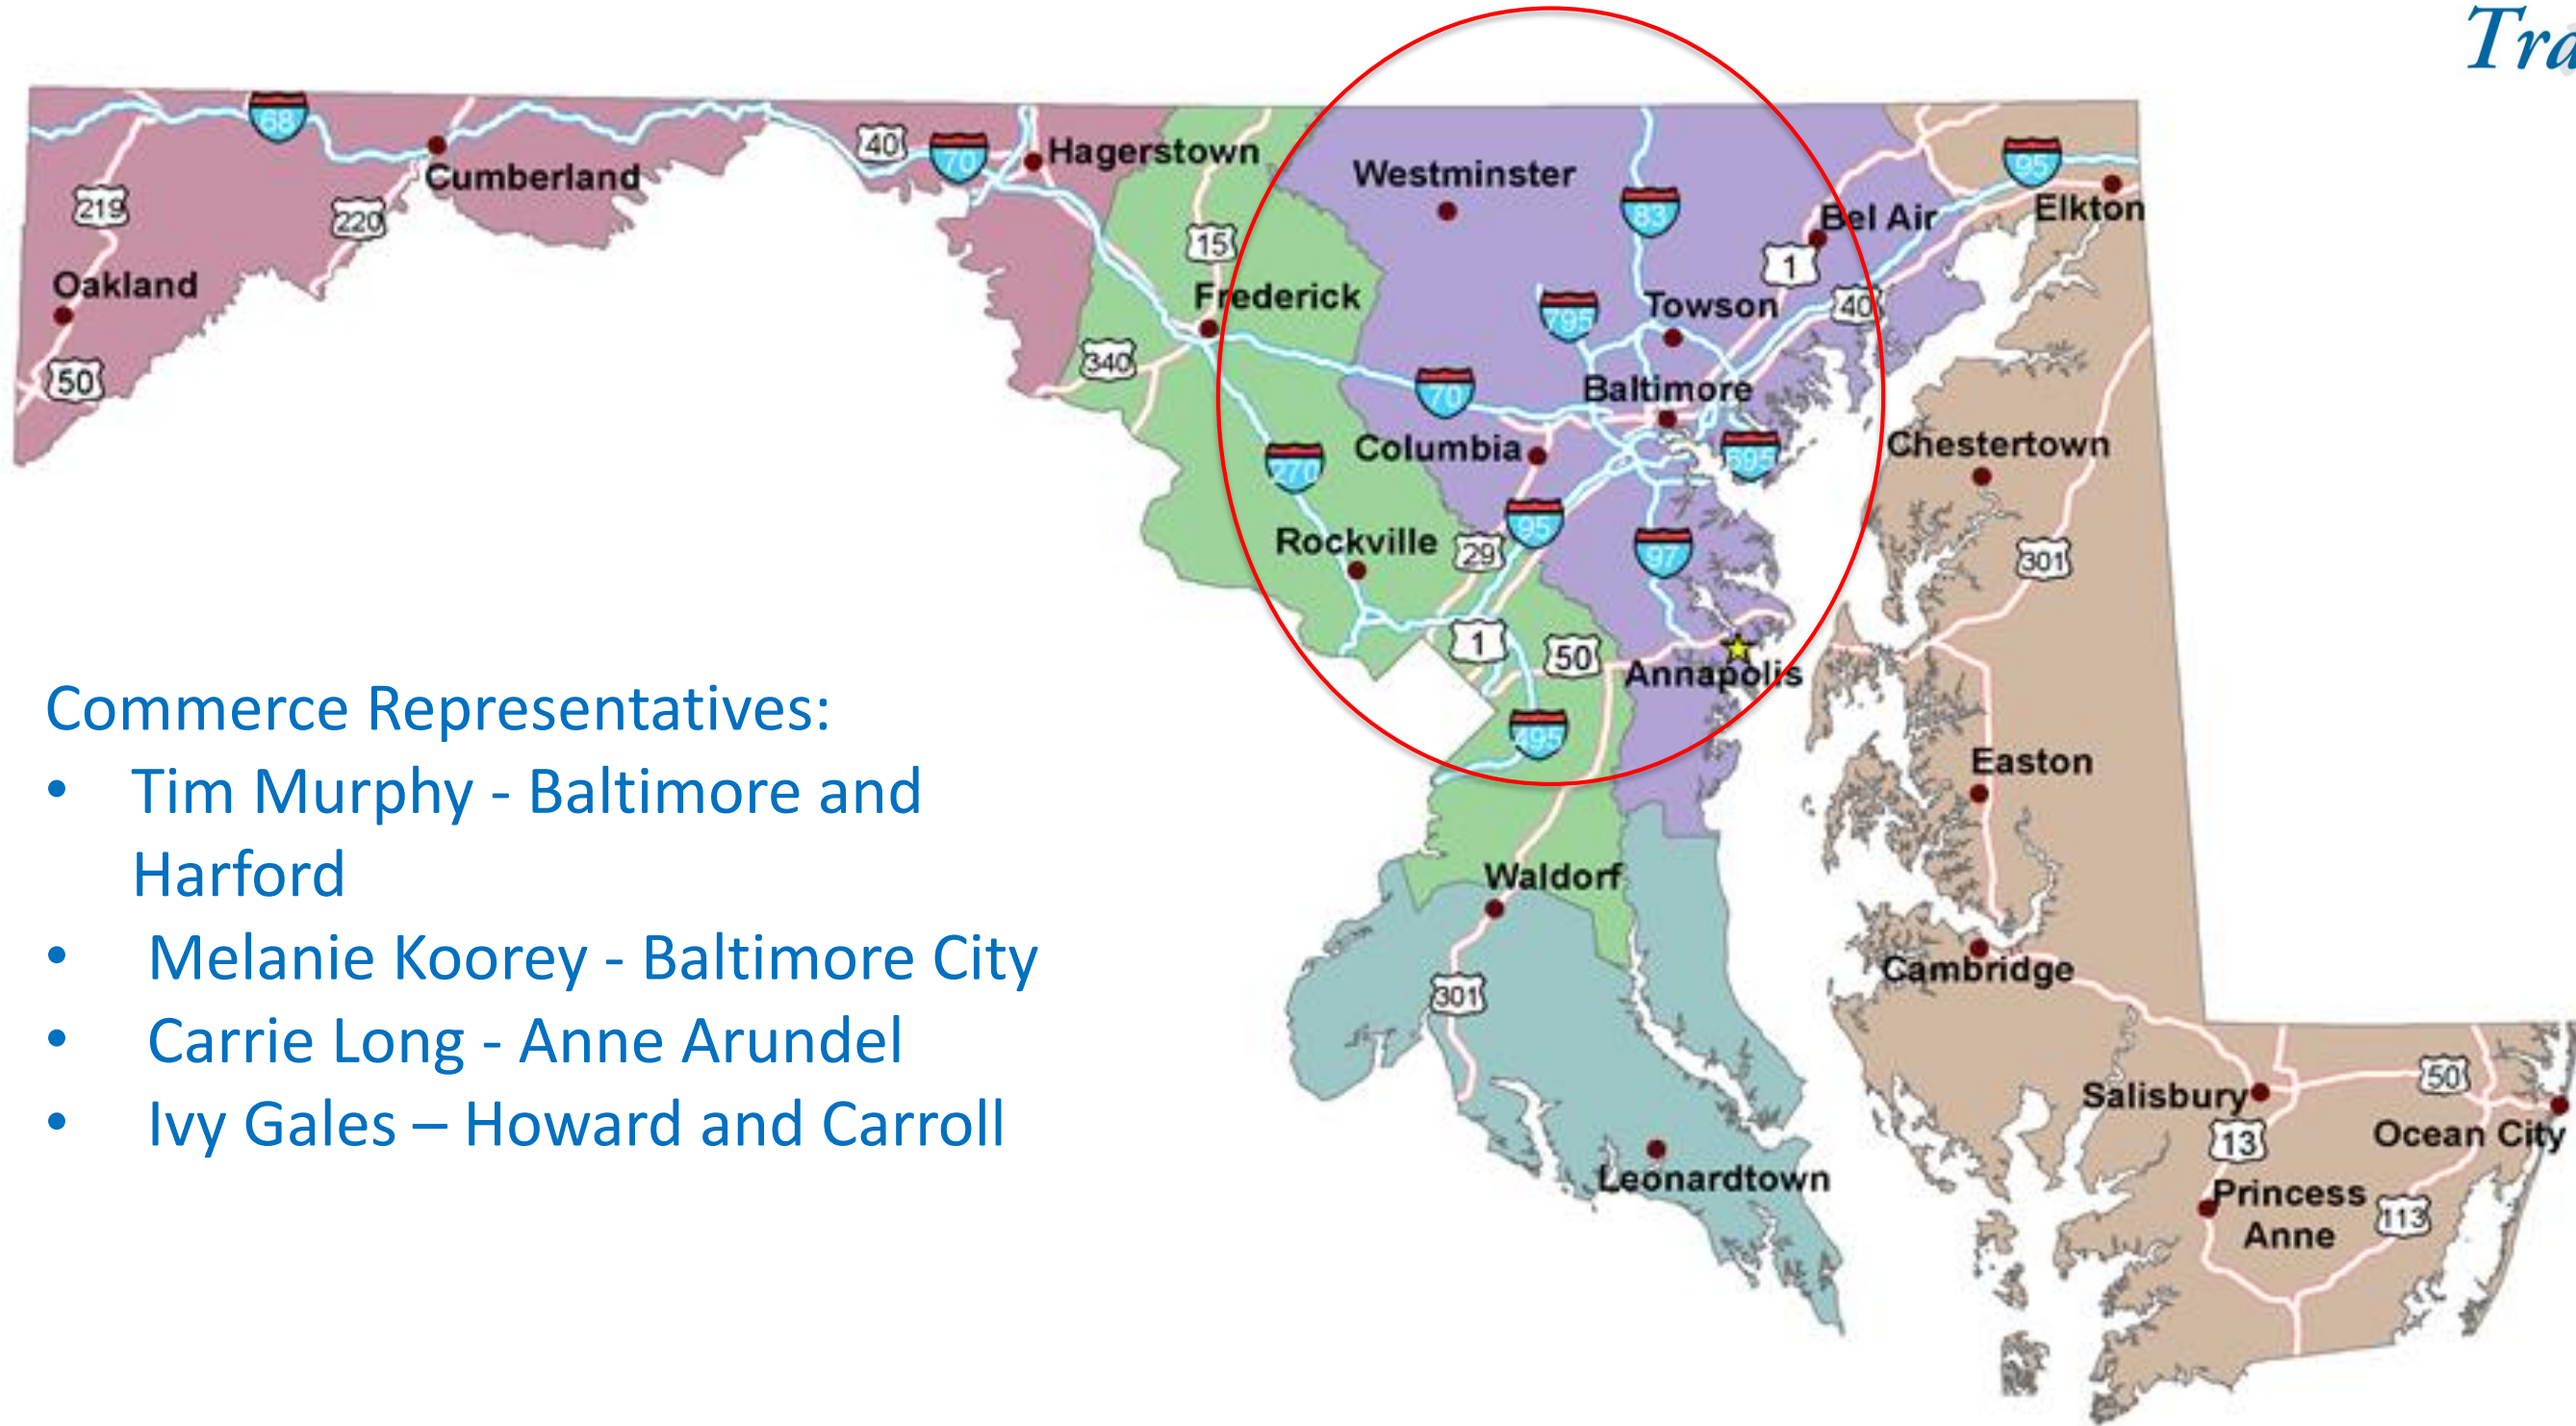 Tra
68
40
70
Hagerstown
Cumberland
219
220
Oakland
50
15
Frederick
340
Westminster
83
Bel Air
1
95
Elkton
795
Towson
40
70
Baltimore
Columbia
695
Chestertown
270
Rockville
29
95
97
301
1
50
Annapolis
495
Easton
Waldorf
301
Cambridge
Salisbury
50
13
Ocean City
Leonardtown
Princess
Anne
113
Commerce Representatives:
• Tim Murphy - Baltimore and
Harford
• Melanie Koorey - Baltimore City
• Carrie Long - Anne Arundel
• Ivy Gales – Howard and Carroll